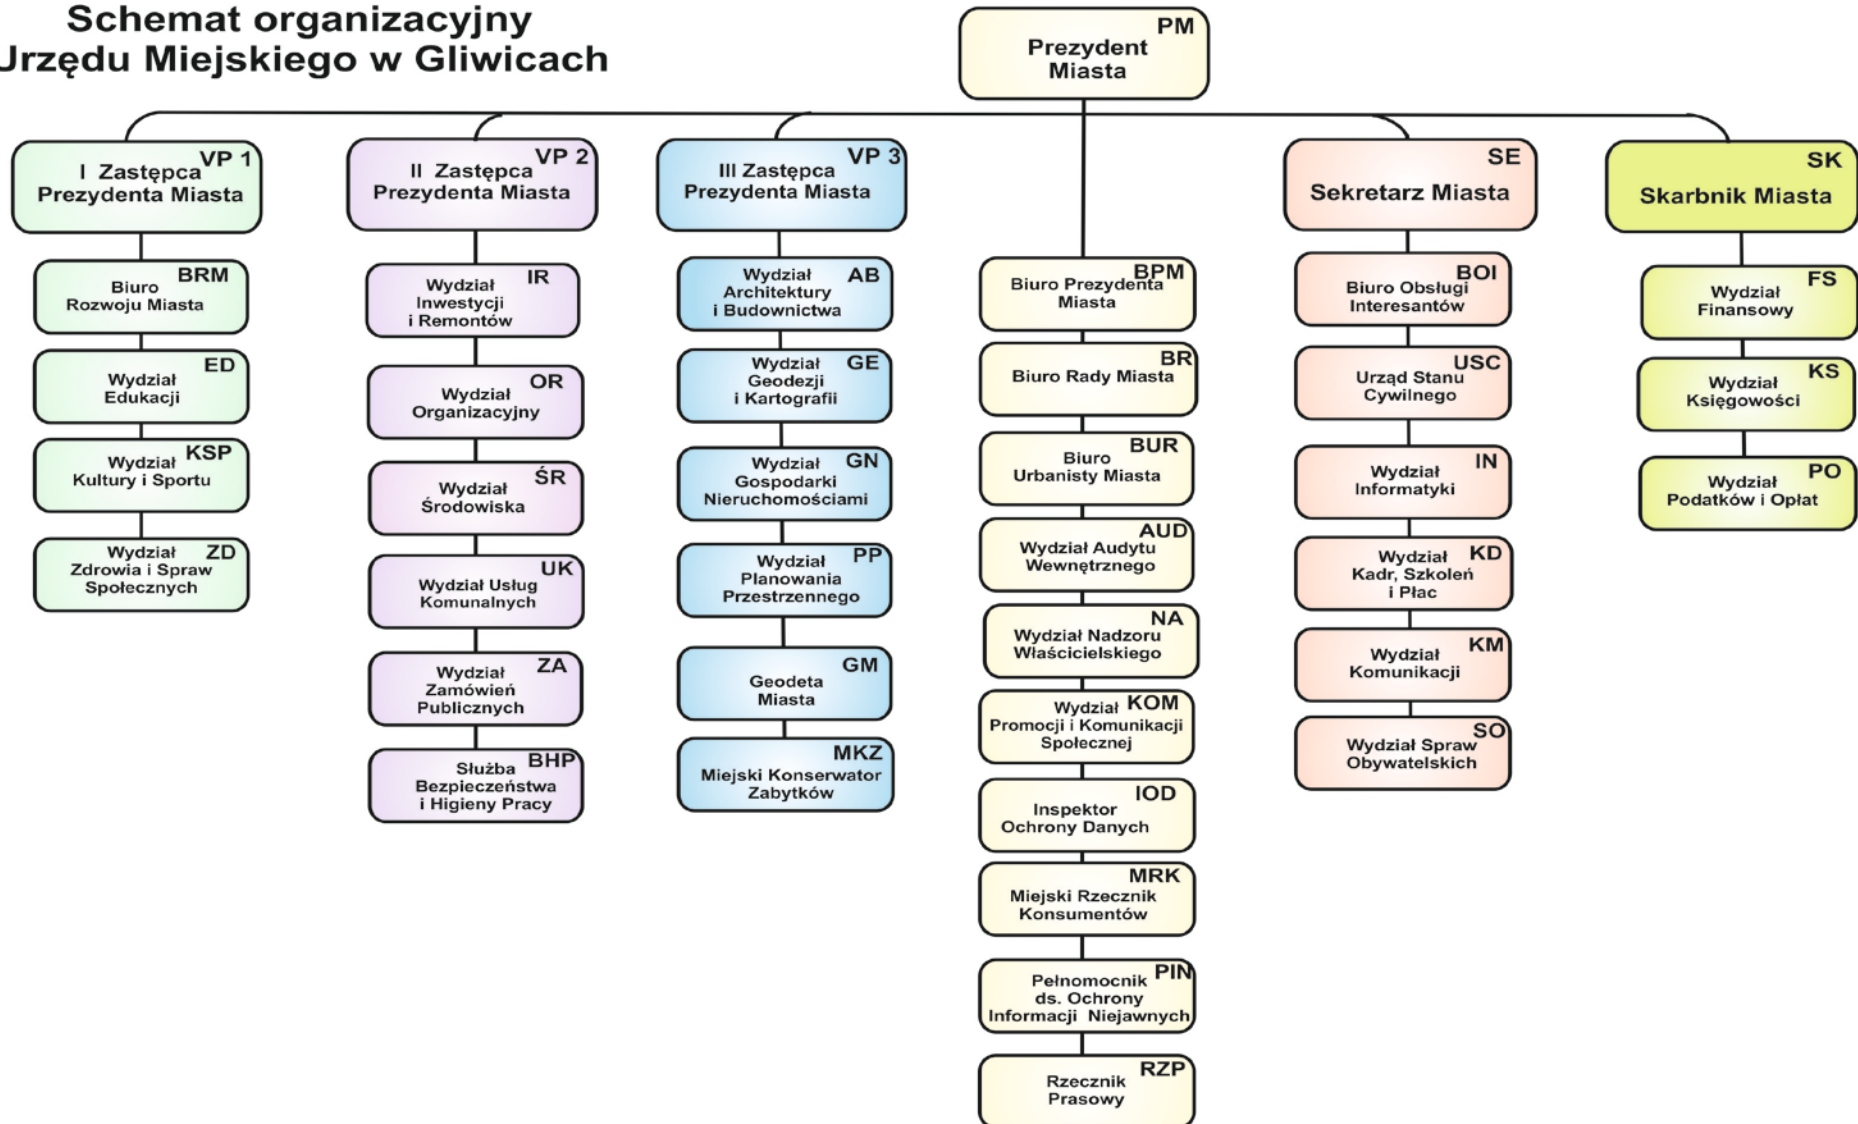 Schemat organizacyjny
Urzędu Miejskiego w Gliwicach
PM
Prezydent
Miasta
VP 1
I Zastępca
Prezydenta Miasta
BRM
Biuro
Rozwoju Miasta
ED
Wydział
Edukacji
KSP
Wydział
Kultury i Sportu
ZD
Wydział
Zdrowia i Spraw
Społecznych
VP 2
II Zastępca
Prezydenta Miasta
IR
Wydział
Inwestycji
i Remontów
OR
Wydział
Organizacyjny
ŚR
Wydział
Środowiska
UK
Wydział Usług
Komunalnych
ZA
Wydział
Zamówień
Publicznych
BHP
Służba
Bezpieczeństwa
i Higieny Pracy
VP 3
III Zastępca
Prezydenta Miasta
AB
Wydział
Architektury
i Budownictwa
GE
Wydział
Geodezji
i Kartografii
GN
Wydział
Gospodarki
Nieruchomościami
PP
Wydział
Planowania
Przestrzennego
GM
Geodeta
Miasta
MKZ
Miejski Konserwator
Zabytków
BPM
Biuro Prezydenta
Miasta
BR
Biuro Rady Miasta
BUR
Biuro
Urbanisty Miasta
AUD
Wydział Audytu
Wewnętrznego
NA
Wydział Nadzoru
Właścicielskiego
KOM
Wydział
Promocji i Komunikacji
Społecznej
IOD
Inspektor
Ochrony Danych
MRK
Miejski Rzecznik
Konsumentów
PIN
Pełnomocnik
ds. Ochrony
Informacji Niejawnych
RZP
Rzecznik
Prasowy
SE
Sekretarz Miasta
BOI
Biuro Obsługi
Interesantów
USC
Urząd Stanu
Cywilnego
IN
Wydział
Informatyki
KD
Wydział
Kadr, Szkoleń
i Płac
KM
Wydział
Komunikacji
SO
Wydział Spraw
Obywatelskich
SK
Skarbnik Miasta
FS
Wydział
Finansowy
KS
Wydział
Księgowości
PO
Wydział
Podatków i Opłat